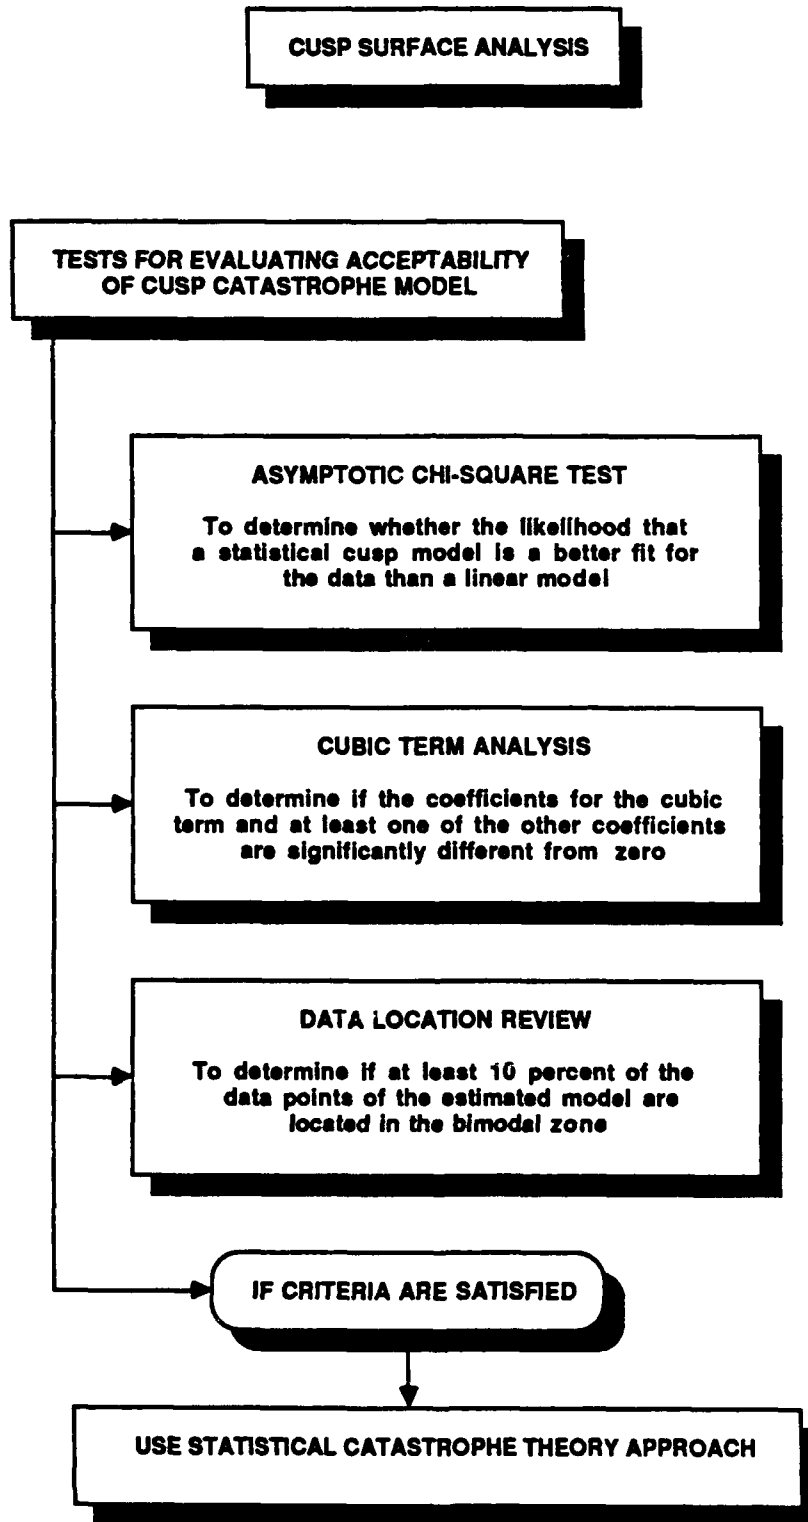 CUSP SURFACE ANALYSIS
TESTS FOR EVALUATING ACCEPTABILITY
OF CUSP CATASTROPHE MODEL
ASYMPTOTIC CHI-SQUARE TEST
To determine whether the likelihood that
a statistical cusp model is a better fit for
the data than a linear model
CUBIC TERM ANALYSIS
To determine if the coefficients for the cubic
term and at least one of the other coefficients
are significantly different from zero
DATA LOCATION REVIEW
To determine if at least 10 percent of the
data points of the estimated model are
located in the bimodal zone
IF CRITERIA ARE SATISFIED
USE STATISTICAL CATASTROPHE THEORY APPROACH